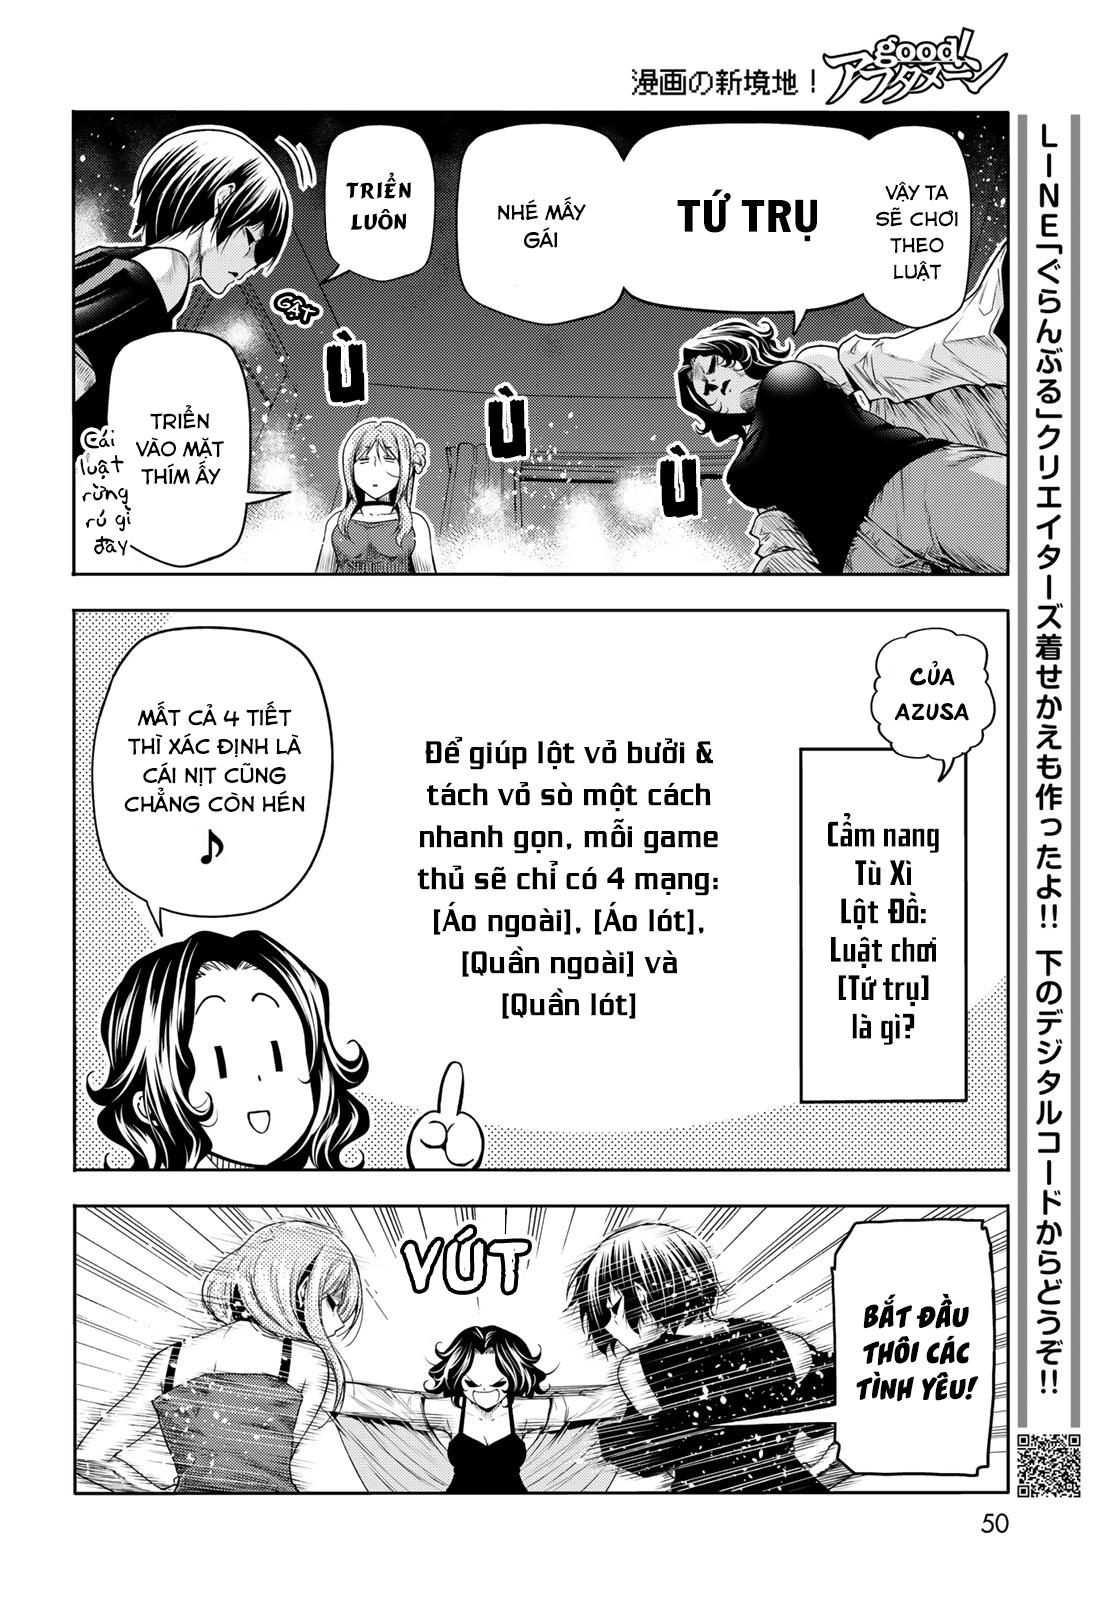 漫画の新境地！
good!
アフタヌーン
VẬY TA
SẼ CHƠI
THEO
LUẬT
TỨ TRỤ
NHÉ MẤY
GÁI
TRIỂN
LUÔN
GẬT
Ù
Ù
Ù
TRIỂN
VÀO MẶT
THÍM ẤY
Cái
luật
rừng
rú gì
đây
CỦA
AZUSA
Cẩm nang
Tù Xì
Lột Đồ:
Luật chơi
[Tứ trụ]
là gì?
Để giúp lột vỏ bưởi &
tách vỏ sò một cách
nhanh gọn, mỗi game
thủ sẽ chỉ có 4 mạng:
[Áo ngoài], [Áo lót],
[Quần ngoài] và
[Quần lót]
MẤT CẢ 4 TIẾT
THÌ XÁC ĐỊNH LÀ
CÁI NỊT CŨNG
CHẲNG CÒN HÉN
♪
VÚT
BẮT ĐẦU
THÔI CÁC
TÌNH YÊU!
LINE「ぐらんぶる」クリエイターズ着せかえも作ったよ!! 下のデジタルコードからどうぞ!!
50